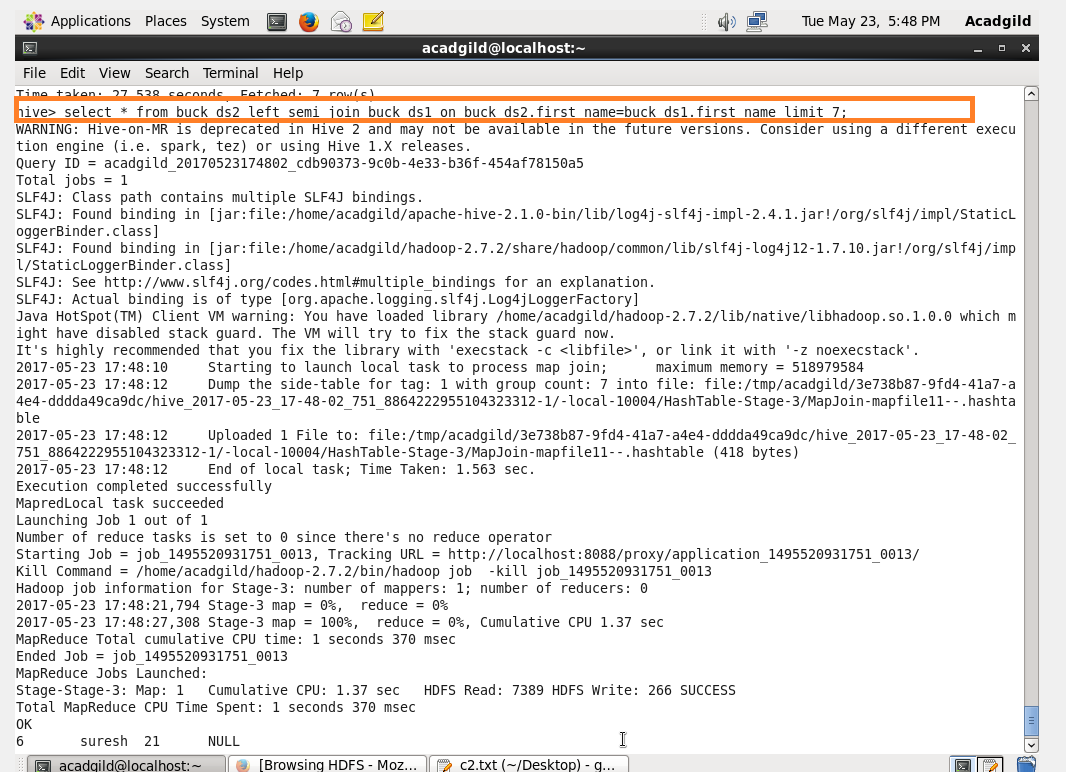 Applications Places System Tue May 23, 5:48 PM Acadgild
acadgild@localhost:~
File Edit View Search Terminal Help
Time taken: 27.538 seconds, Fetched: 7 row(s)
hive> select * from buck_ds2 left semi join buck_ds1 on buck_ds2.first_name=buck_ds1.first_name limit 7;
WARNING: Hive-on-MR is deprecated in Hive 2 and may not be available in the future versions. Consider using a different execu
tion engine (i.e. spark, tez) or using Hive 1.X releases.
Query ID = acadgild_20170523174802_cdb90373-9c0b-4e33-b36f-454af78150a5
Total jobs = 1
SLF4J: Class path contains multiple SLF4J bindings.
SLF4J: Found binding in [jar:file:/home/acadgild/apache-hive-2.1.0-bin/lib/log4j-slf4j-impl-2.4.1.jar!/org/slf4j/impl/StaticL
oggerBinder.class]
SLF4J: Found binding in [jar:file:/home/acadgild/hadoop-2.7.2/share/hadoop/common/lib/slf4j-log4j12-1.7.10.jar!/org/slf4j/imp
l/StaticLoggerBinder.class]
SLF4J: See http://www.slf4j.org/codes.html#multiple_bindings for an explanation.
SLF4J: Actual binding is of type [org.apache.logging.slf4j.Log4jLoggerFactory]
Java HotSpot(TM) Client VM warning: You have loaded library /home/acadgild/hadoop-2.7.2/lib/native/libhadoop.so.1.0.0 which m
ight have disabled stack guard. The VM will try to fix the stack guard now.
It's highly recommended that you fix the library with 'execstack -c <libfile>', or link it with '-z noexecstack'.
2017-05-23 17:48:10     Starting to launch local task to process map join;      maximum memory = 518979584
2017-05-23 17:48:12     Dump the side-table for tag: 1 with group count: 7 into file: file:/tmp/acadgild/3e738b87-9fd4-41a7-a
4e4-dddda49ca9dc/hive_2017-05-23_17-48-02_751_8864222955104323312-1/-local-10004/HashTable-Stage-3/MapJoin-mapfile11--.hashta
ble
2017-05-23 17:48:12     Uploaded 1 File to: file:/tmp/acadgild/3e738b87-9fd4-41a7-a4e4-dddda49ca9dc/hive_2017-05-23_17-48-02_
751_8864222955104323312-1/-local-10004/HashTable-Stage-3/MapJoin-mapfile11--.hashtable (418 bytes)
2017-05-23 17:48:12     End of local task; Time Taken: 1.563 sec.
Execution completed successfully
MapredLocal task succeeded
Launching Job 1 out of 1
Number of reduce tasks is set to 0 since there's no reduce operator
Starting Job = job_1495520931751_0013, Tracking URL = http://localhost:8088/proxy/application_1495520931751_0013/
Kill Command = /home/acadgild/hadoop-2.7.2/bin/hadoop job  -kill job_1495520931751_0013
Hadoop job information for Stage-3: number of mappers: 1; number of reducers: 0
2017-05-23 17:48:21,794 Stage-3 map = 0%,  reduce = 0%
2017-05-23 17:48:27,308 Stage-3 map = 100%,  reduce = 0%, Cumulative CPU 1.37 sec
MapReduce Total cumulative CPU time: 1 seconds 370 msec
Ended Job = job_1495520931751_0013
MapReduce Jobs Launched:
Stage-Stage-3: Map: 1   Cumulative CPU: 1.37 sec   HDFS Read: 7389 HDFS Write: 266 SUCCESS
Total MapReduce CPU Time Spent: 1 seconds 370 msec
OK
6       suresh  21      NULL
acadgild@localhost:~ [Browsing HDFS - Moz... c2.txt (~/Desktop) - g...